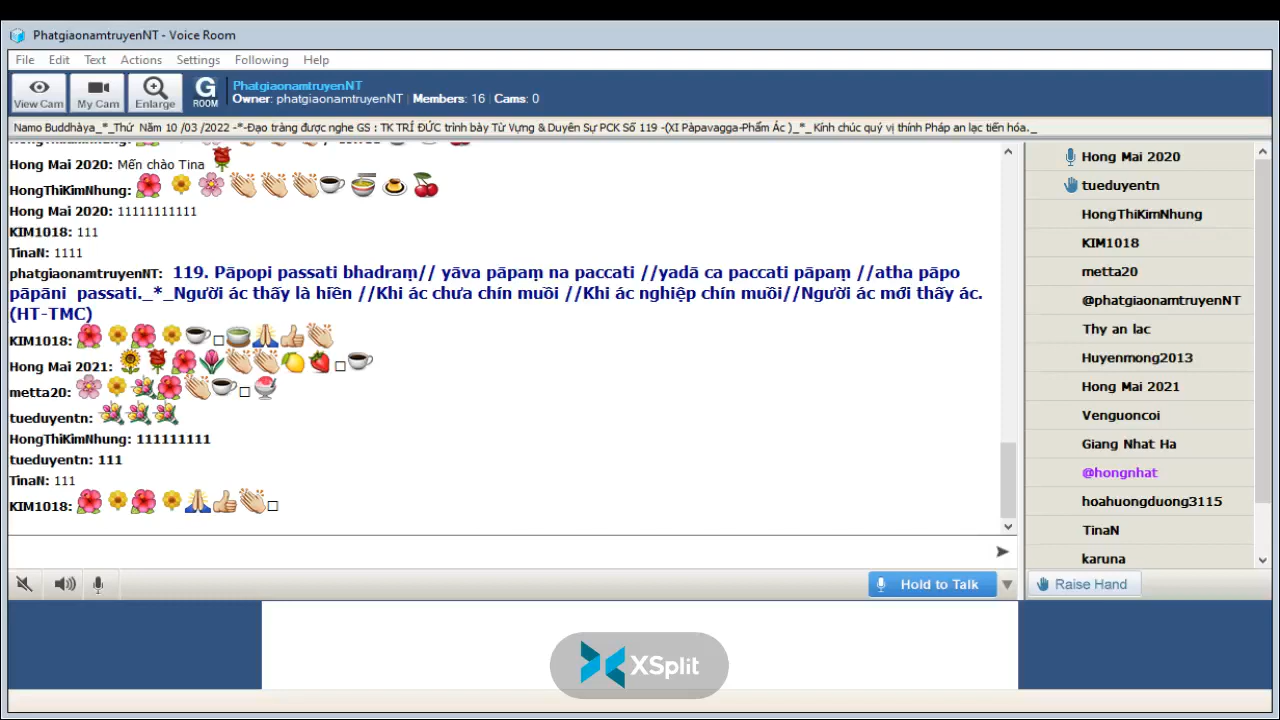 PhatgiaonamtruyenNT - Voice Room
File Edit Text Actions Settings Following Help
View Cam
My Cam
Enlarge
G
ROOM
PhatgiaonamtruyenNT
Owner: phatgiaonamtruyenNT | Members: 16 | Cams: 0
Namo Buddhàya_*_Thứ Năm 10 /03 /2022 -*-Đạo tràng được nghe GS : TK TRÍ ĐỨC trình bày Từ Vựng & Duyên Sự PCK Số 119 -(XI Pàpavagga-Phẩm Ác )_*_ Kính chúc quý vị thính Pháp an lạc tiến hóa._
Hong Mai 2020: Mến chào Tina
HongThiKimNhung:
Hong Mai 2020: 11111111111
KIM1018: 111
TinaN: 1111
phatgiaonamtruyenNT: 119. Pāpopi passati bhadraṃ// yāva pāpaṃ na paccati //yadā ca paccati pāpaṃ //atha pāpo
pāpāni passati._*_Người ác thấy là hiền //Khi ác chưa chín muồi //Khi ác nghiệp chín muồi//Người ác mới thấy ác.
(HT-TMC)
KIM1018:
Hong Mai 2021:
metta20:
tueduyentn:
HongThiKimNhung: 111111111
tueduyentn: 111
TinaN: 111
KIM1018:
Hong Mai 2020
tueduyentn
HongThiKimNhung
KIM1018
metta20
@phatgiaonamtruyenNT
Thy an lac
Huyenmong2013
Hong Mai 2021
Venguoncoi
Giang Nhat Ha
@hongnhat
hoahuongduong3115
TinaN
karuna
Hold to Talk
Raise Hand
XSplit